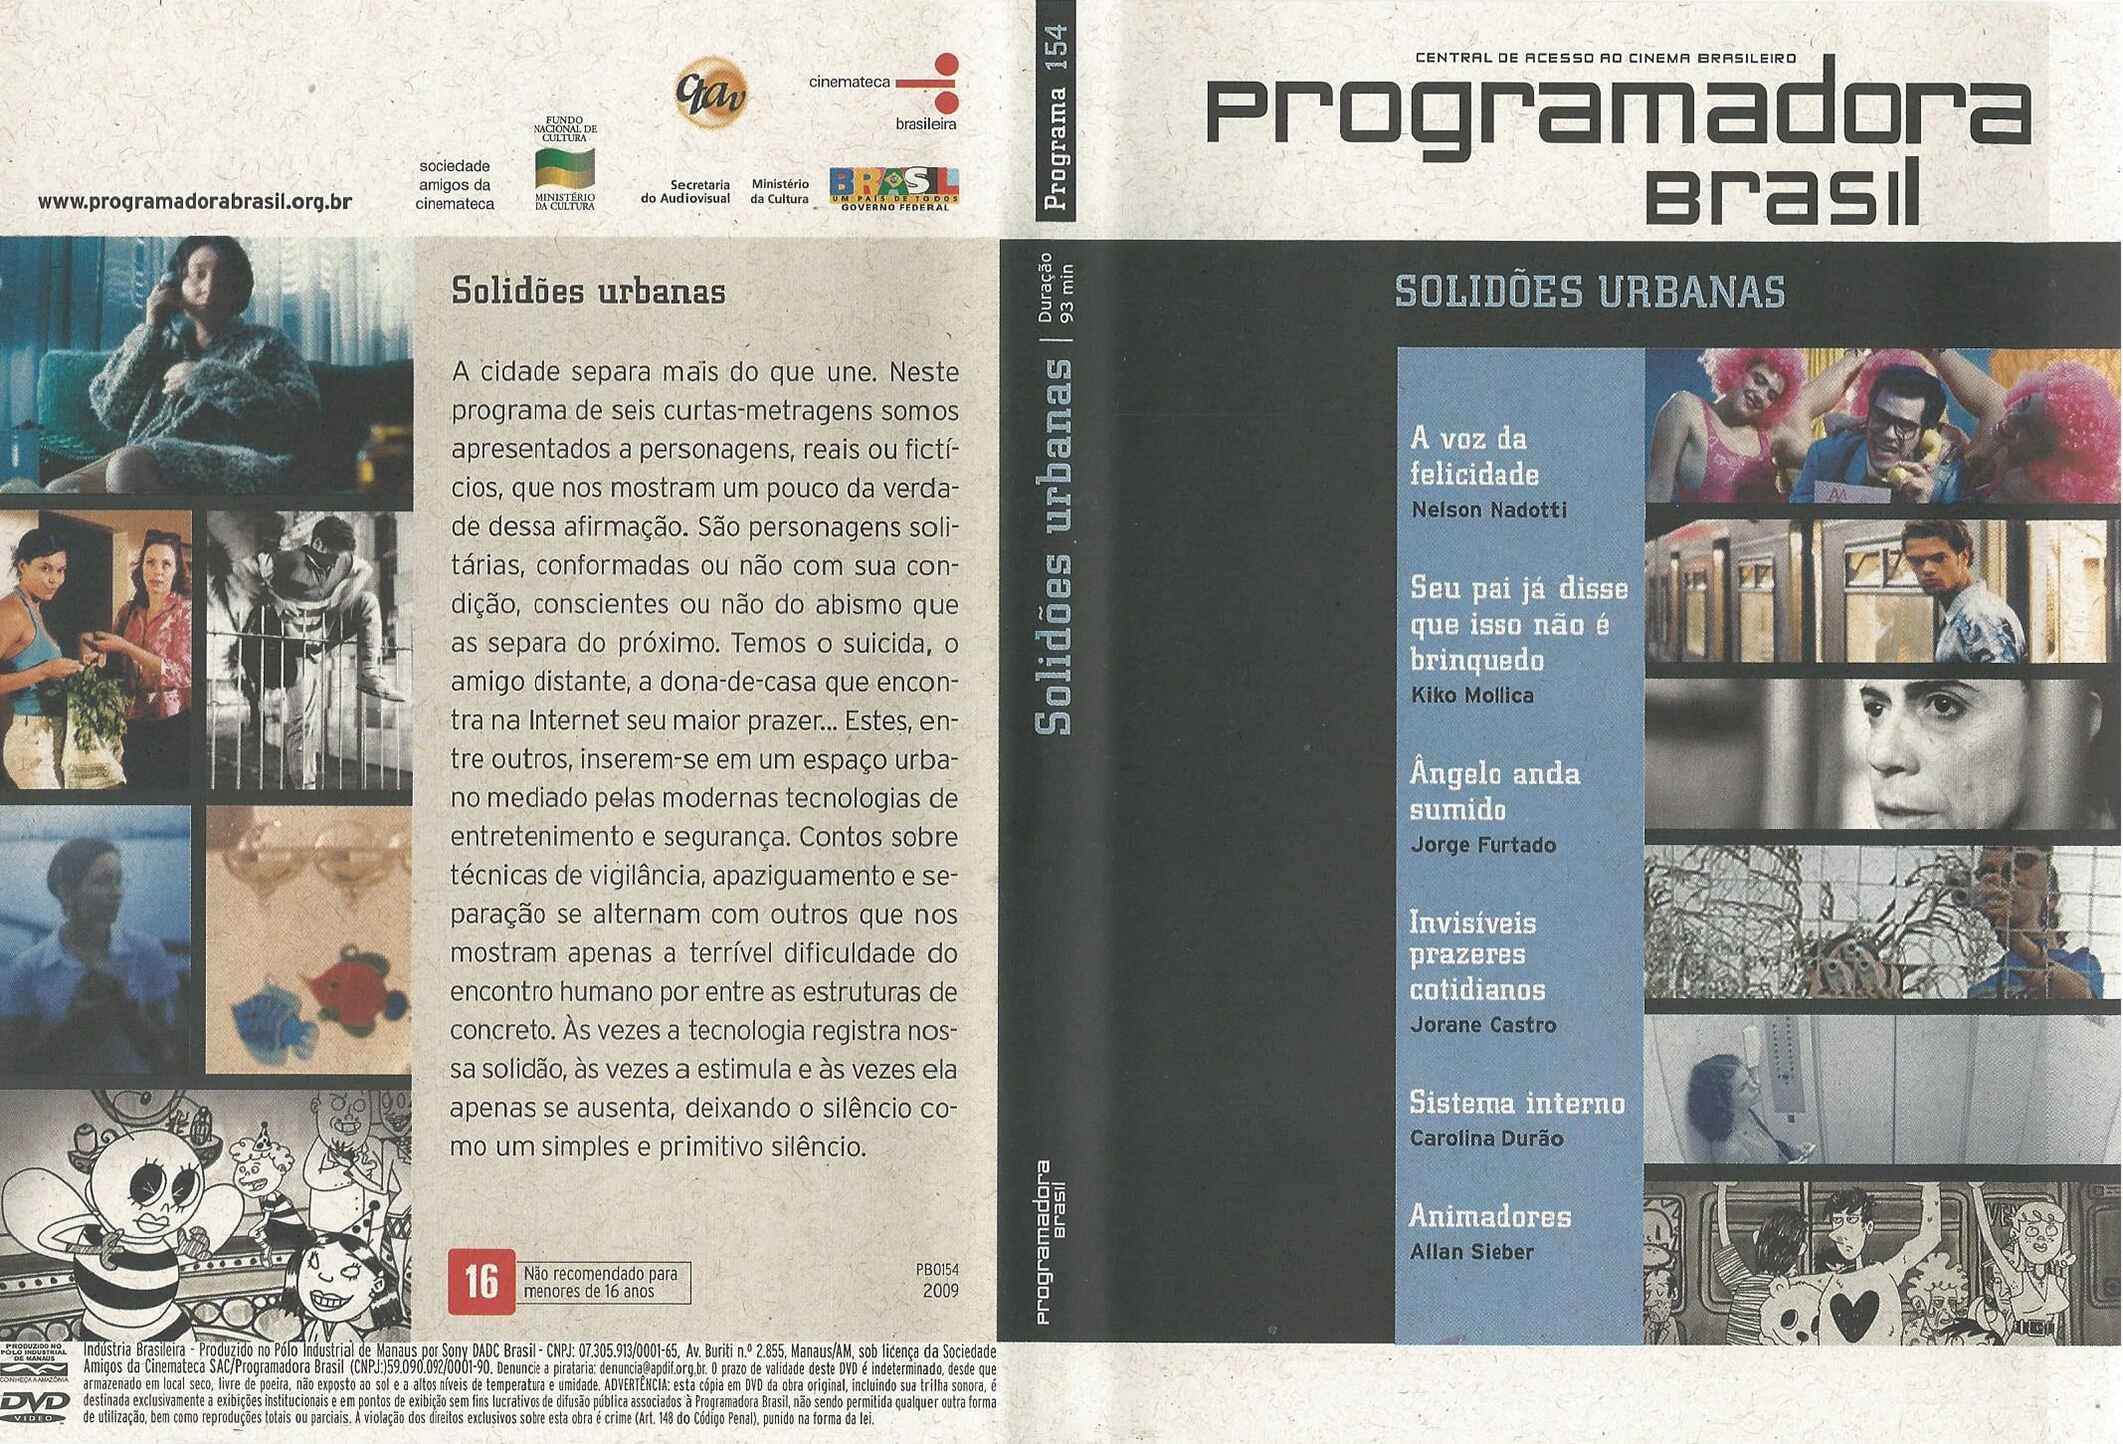 www.programadorabrasil.org.br
sociedade
amigos da
cinemateca
FUNDO
NACIONAL DE
CULTURA
MINISTÉRIO
DA CULTURA
ctav
cinemateca
brasileira
Secretaria
do Audiovisual
Ministério
da Cultura
BRASIL
UM PAÍS DE TODOS
GOVERNO FEDERAL
Solidões urbanas
A cidade separa mais do que une. Neste
programa de seis curtas-metragens somos
apresentados a personagens, reais ou fictí-
cios, que nos mostram um pouco da verda-
de dessa afirmação. São personagens soli-
tárias, conformadas ou não com sua con-
dição, conscientes ou não do abismo que
as separa do próximo. Temos o suicida, o
amigo distante, a dona-de-casa que encon-
tra na Internet seu maior prazer... Estes, en-
tre outros, inserem-se em um espaço urba-
no mediado pelas modernas tecnologias de
entretenimento e segurança. Contos sobre
técnicas de vigilância, apaziguamento e se-
paração se alternam com outros que nos
mostram apenas a terrível dificuldade do
encontro humano por entre as estruturas de
concreto. Às vezes a tecnologia registra nos-
sa solidão, às vezes a estimula e às vezes ela
apenas se ausenta, deixando o silêncio co-
mo um simples e primitivo silêncio.
16
Não recomendado para
menores de 16 anos
PB0154
2009
PRODUZIDO NO
PÓLO INDUSTRIAL
DE MANAUS
CONHEÇA A AMAZÔNIA
DVD
VIDEO
Indústria Brasileira - Produzido no Pólo Industrial de Manaus por Sony DADC Brasil - CNPJ: 07.305.913/0001-65, Av. Buriti n.º 2.855, Manaus/AM, sob licença da Sociedade
Amigos da Cinemateca SAC/Programadora Brasil (CNPJ:)59.090.092/0001-90. Denuncie a pirataria: denuncia@apdif.org.br. O prazo de validade deste DVD é indeterminado, desde que
armazenado em local seco, livre de poeira, não exposto ao sol e a altos níveis de temperatura e umidade. ADVERTÊNCIA: esta cópia em DVD da obra original, incluindo sua trilha sonora, é
destinada exclusivamente a exibições institucionais e em pontos de exibição sem fins lucrativos de difusão pública associados à Programadora Brasil, não sendo permitida qualquer outra forma
de utilização, bem como reproduções totais ou parciais. A violação dos direitos exclusivos sobre esta obra é crime (Art. 148 do Código Penal), punido na forma da lei.
Programa 154
Duração
93 min
Solidões urbanas
programadora
Brasil
CENTRAL DE ACESSO AO CINEMA BRASILEIRO
programadora
Brasil
SOLIDÕES URBANAS
A voz da
felicidade
Nelson Nadotti
Seu pai já disse
que isso não é
brinquedo
Kiko Mollica
Ângelo anda
sumido
Jorge Furtado
Invisíveis
prazeres
cotidianos
Jorane Castro
Sistema interno
Carolina Durão
Animadores
Allan Sieber